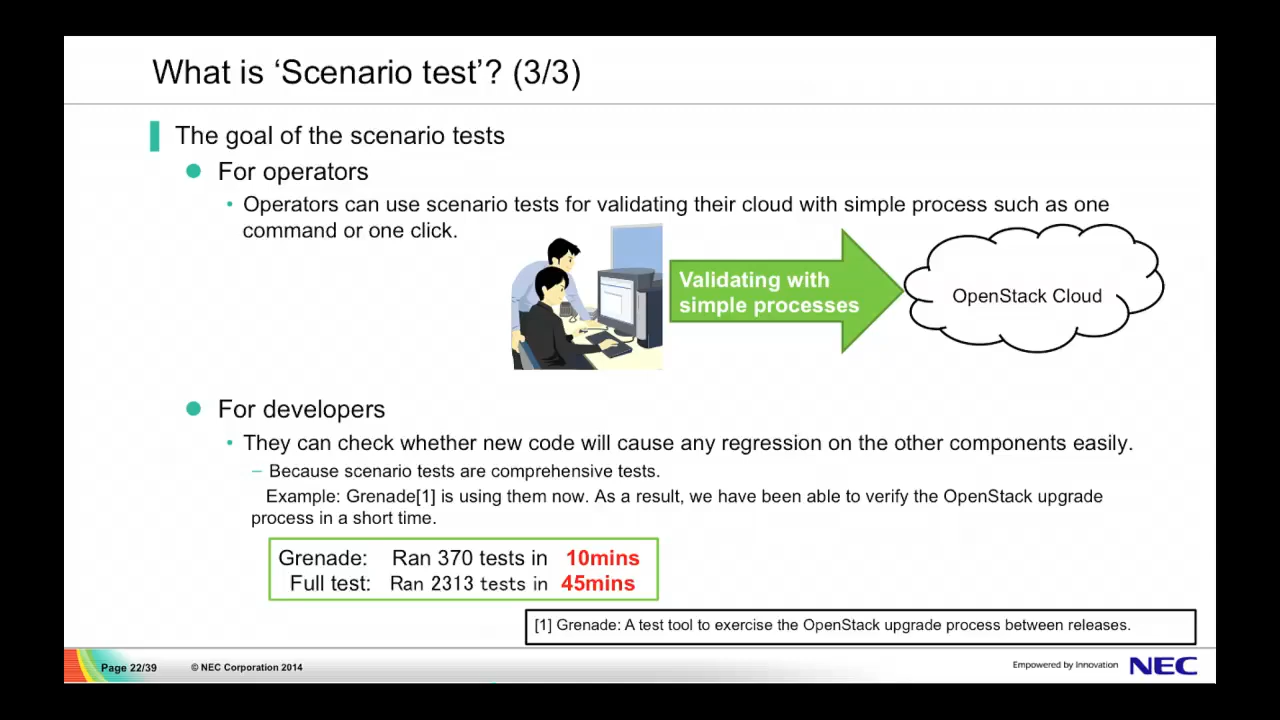 What is ‘Scenario test’? (3/3)
The goal of the scenario tests
For operators
• Operators can use scenario tests for validating their cloud with simple process such as one
command or one click.
Validating with
simple processes
OpenStack Cloud
For developers
• They can check whether new code will cause any regression on the other components easily.
– Because scenario tests are comprehensive tests.
Example: Grenade[1] is using them now. As a result, we have been able to verify the OpenStack upgrade
process in a short time.
Grenade: Ran 370 tests in 10mins
Full test: Ran 2313 tests in 45mins
[1] Grenade: A test tool to exercise the OpenStack upgrade process between releases.
Page 22/39 © NEC Corporation 2014 Empowered by Innovation NEC